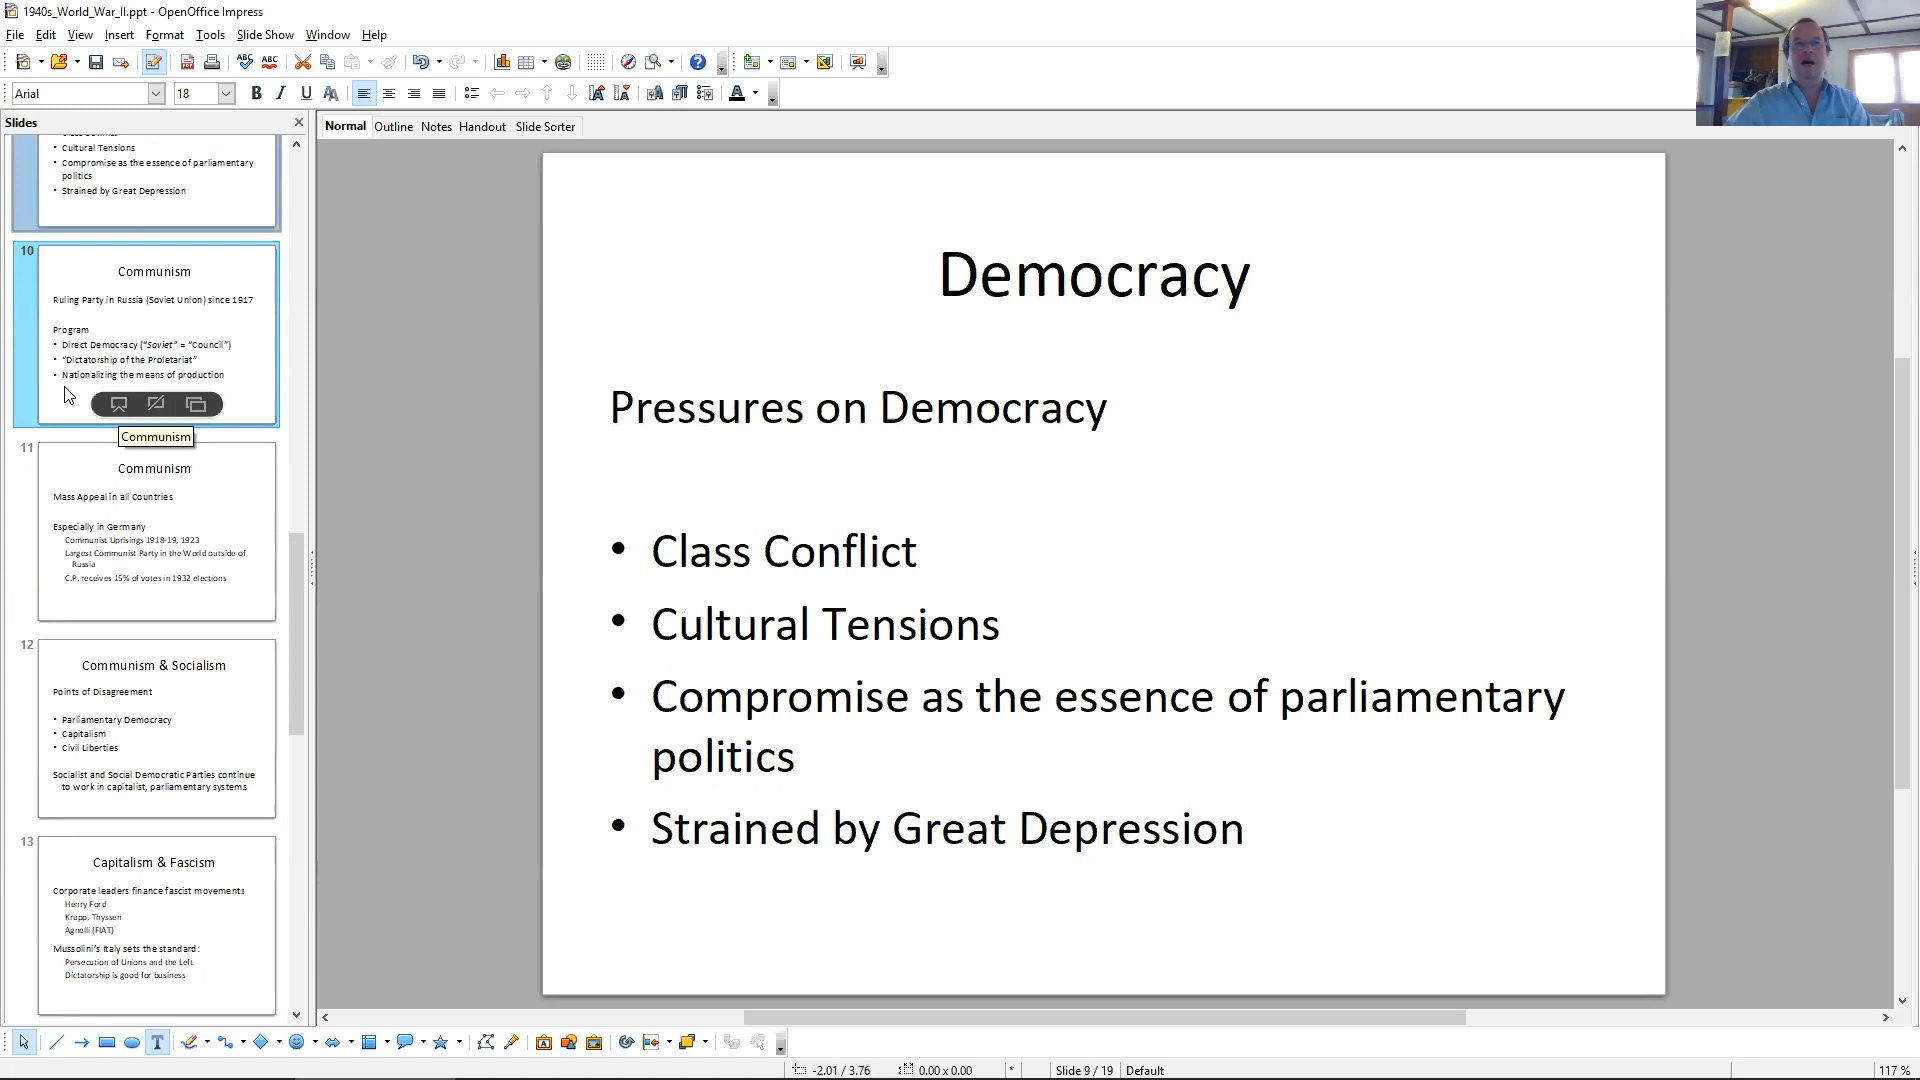 1940s_World_War_II.ppt - OpenOffice Impress
File Edit View Insert Format Tools Slide Show Window Help
Arial 18
Slides
Normal Outline Notes Handout Slide Sorter
• Cultural Tensions
• Compromise as the essence of parliamentary
politics
• Strained by Great Depression
10
Communism
Ruling Party in Russia (Soviet Union) since 1917
Program
• Direct Democracy (“Soviet” = “Council”)
• “Dictatorship of the Proletariat”
• Nationalizing the means of production
Communism
11
Communism
Mass Appeal in all Countries
Especially in Germany
Communist Uprisings 1918-19, 1923
Largest Communist Party in the World outside of
Russia
C.P. receives 15% of votes in 1932 elections
12
Communism & Socialism
Points of Disagreement
• Parliamentary Democracy
• Capitalism
• Civil Liberties
Socialist and Social Democratic Parties continue
to work in capitalist, parliamentary systems
13
Capitalism & Fascism
Corporate leaders finance fascist movements
Henry Ford
Krupp, Thyssen
Agnelli (FIAT)
Mussolini’s Italy sets the standard:
Persecution of Unions and the Left
Dictatorship is good for business
Democracy
Pressures on Democracy
• Class Conflict
• Cultural Tensions
• Compromise as the essence of parliamentary
politics
• Strained by Great Depression
-2.01 / 3.76 0.00 x 0.00 * Slide 9 / 19 Default 117 %